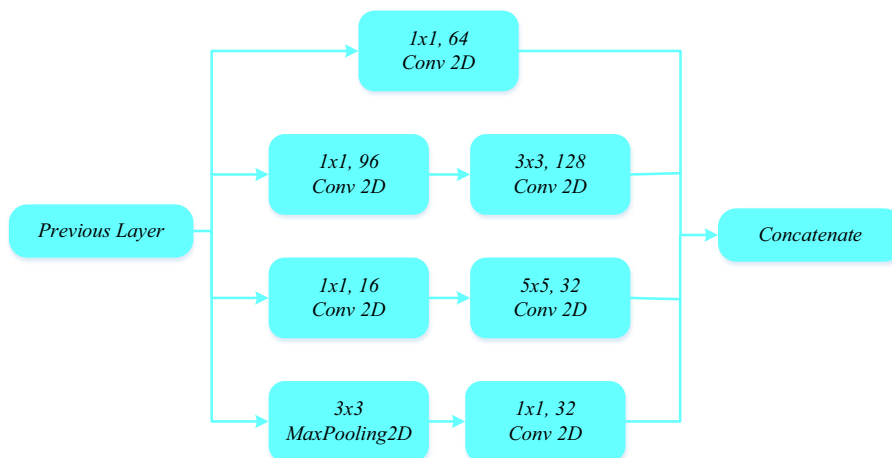 1x1, 64
Conv 2D
1x1, 96
Conv 2D
3x3, 128
Conv 2D
Previous Layer
Concatenate
1x1, 16
Conv 2D
5x5, 32
Conv 2D
3x3
MaxPooling2D
1x1, 32
Conv 2D